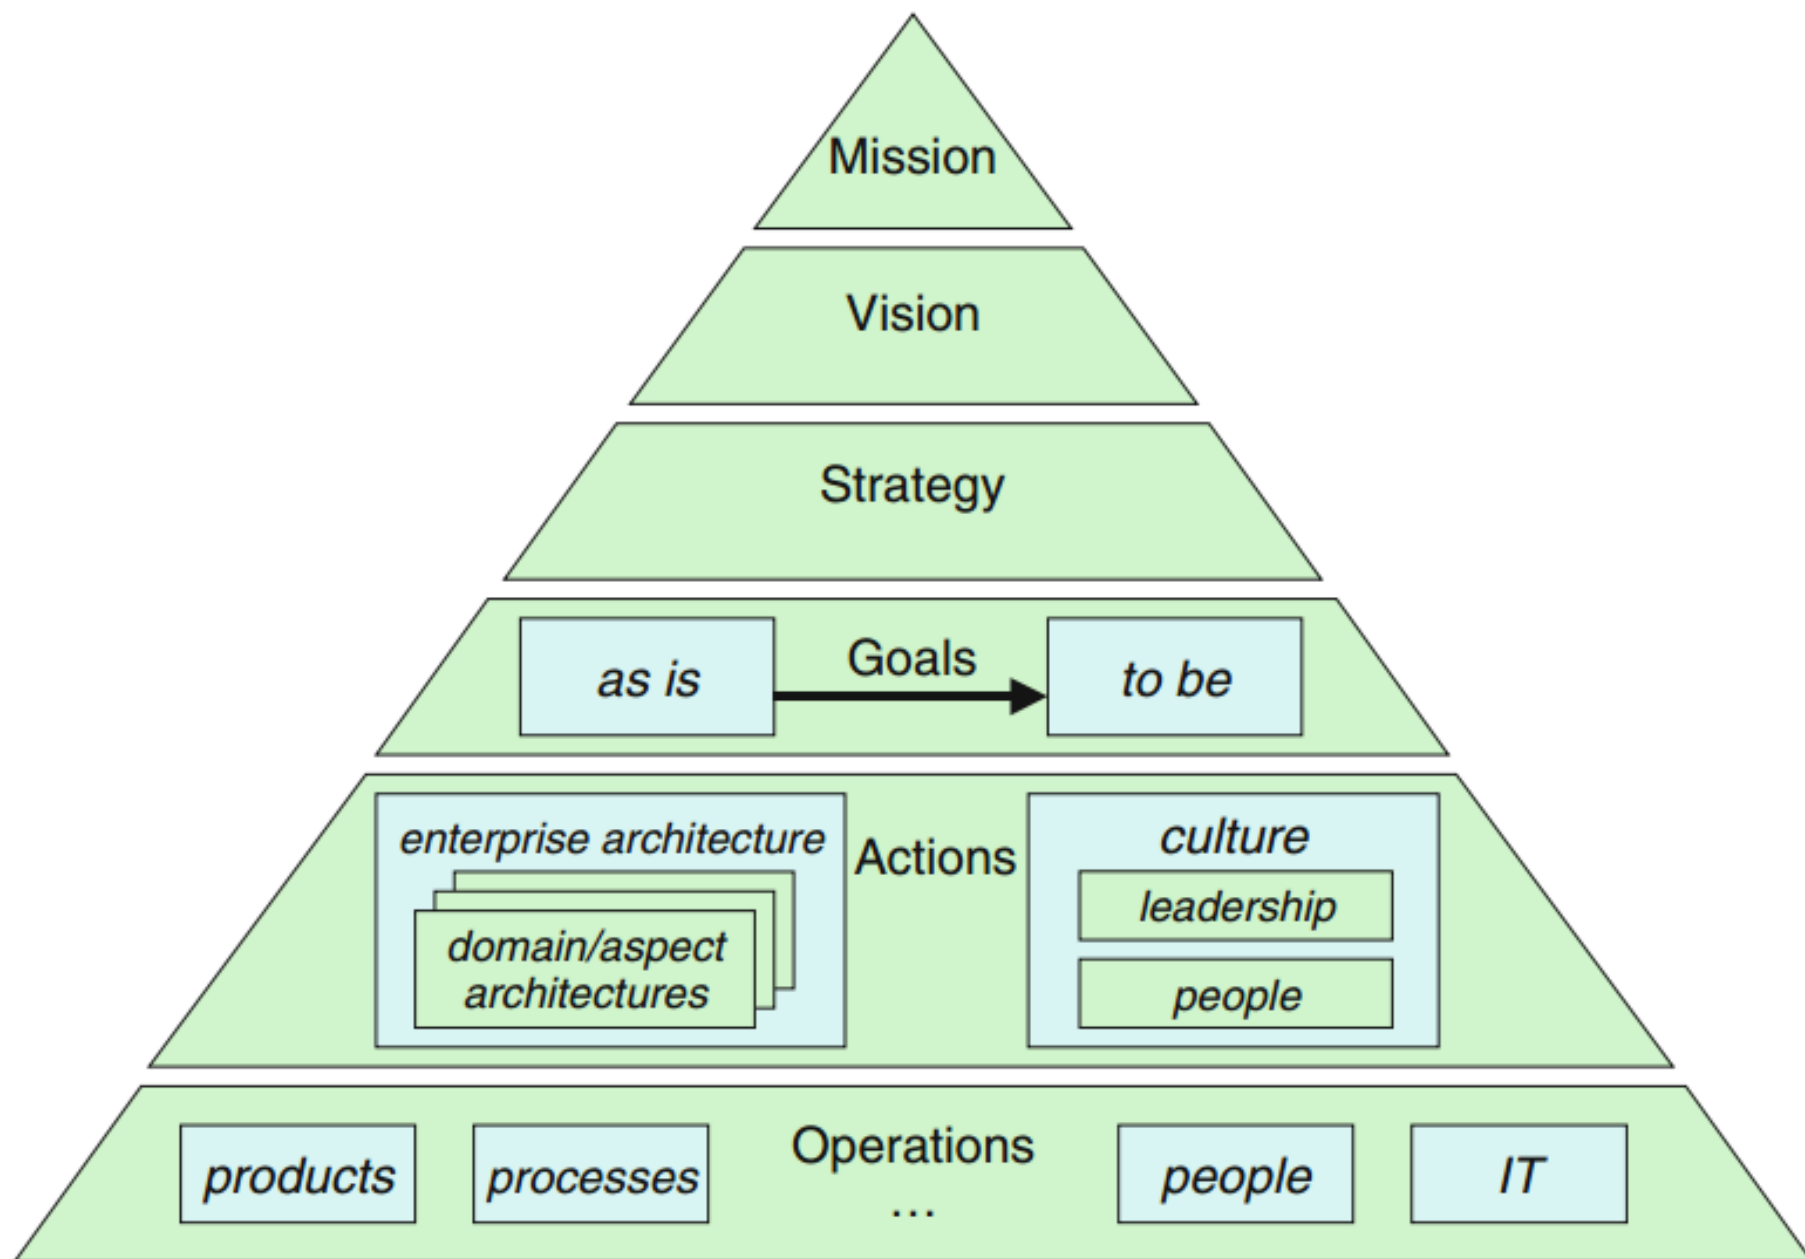 Mission
Vision
Strategy
as is
Goals
to be
enterprise architecture
domain/aspect
architectures
Actions
culture
leadership
people
products
processes
Operations
...
people
IT